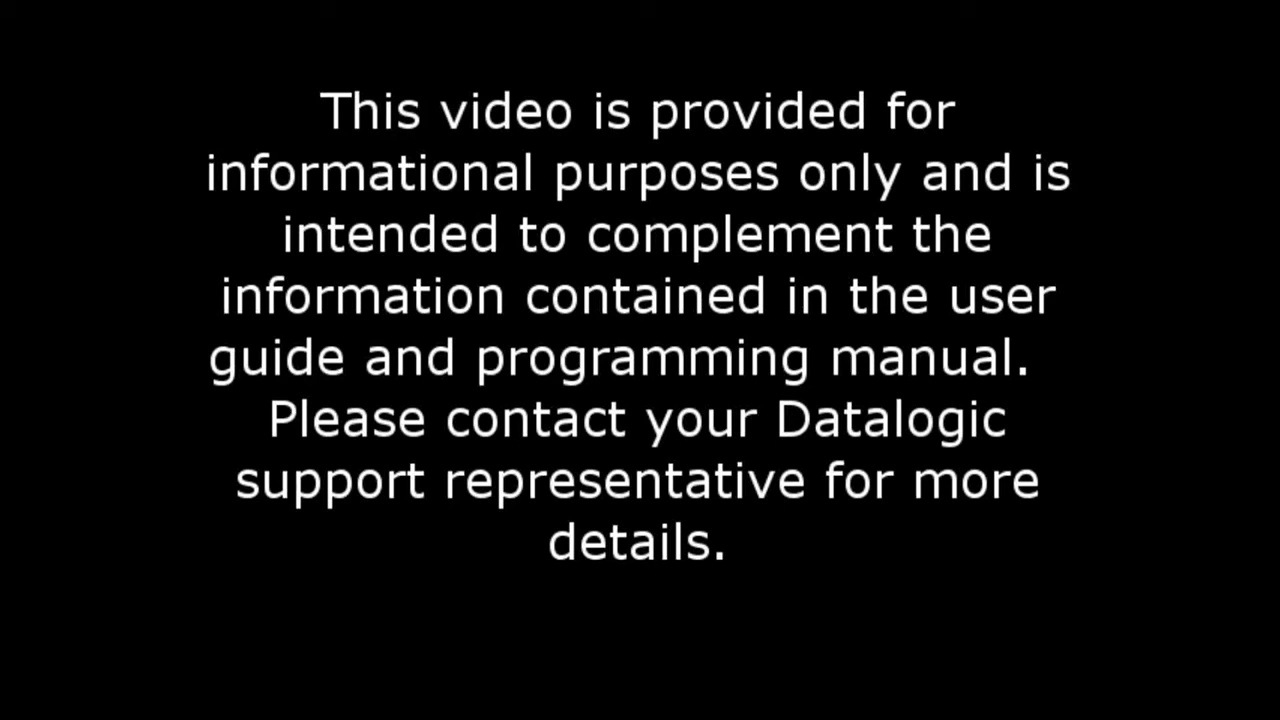 This video is provided for
informational purposes only and is
intended to complement the
information contained in the user
guide and programming manual.
Please contact your Datalogic
support representative for more
details.